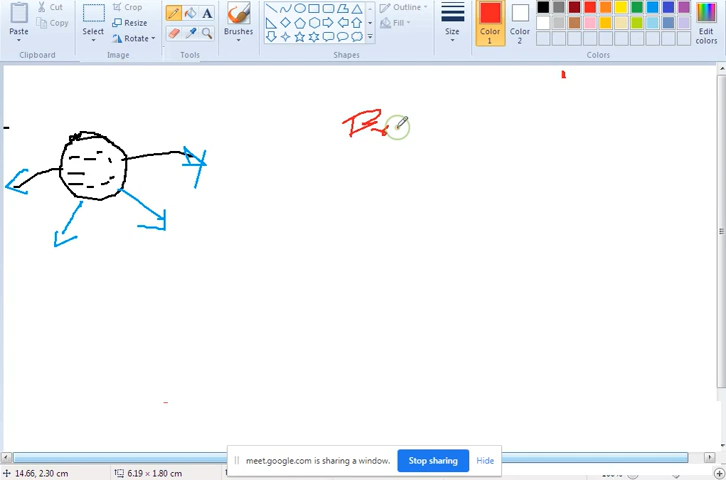 Cut
Crop
Outline
Paste
Copy
Select
Resize
Rotate
Fill
Brushes
Size
Color
1
Color
2
Edit
colors
Clipboard
Image
Tools
Shapes
Colors
meet.google.com is sharing a window.
Stop sharing
Hide
14.66, 2.30 cm
6.19 × 1.80 cm